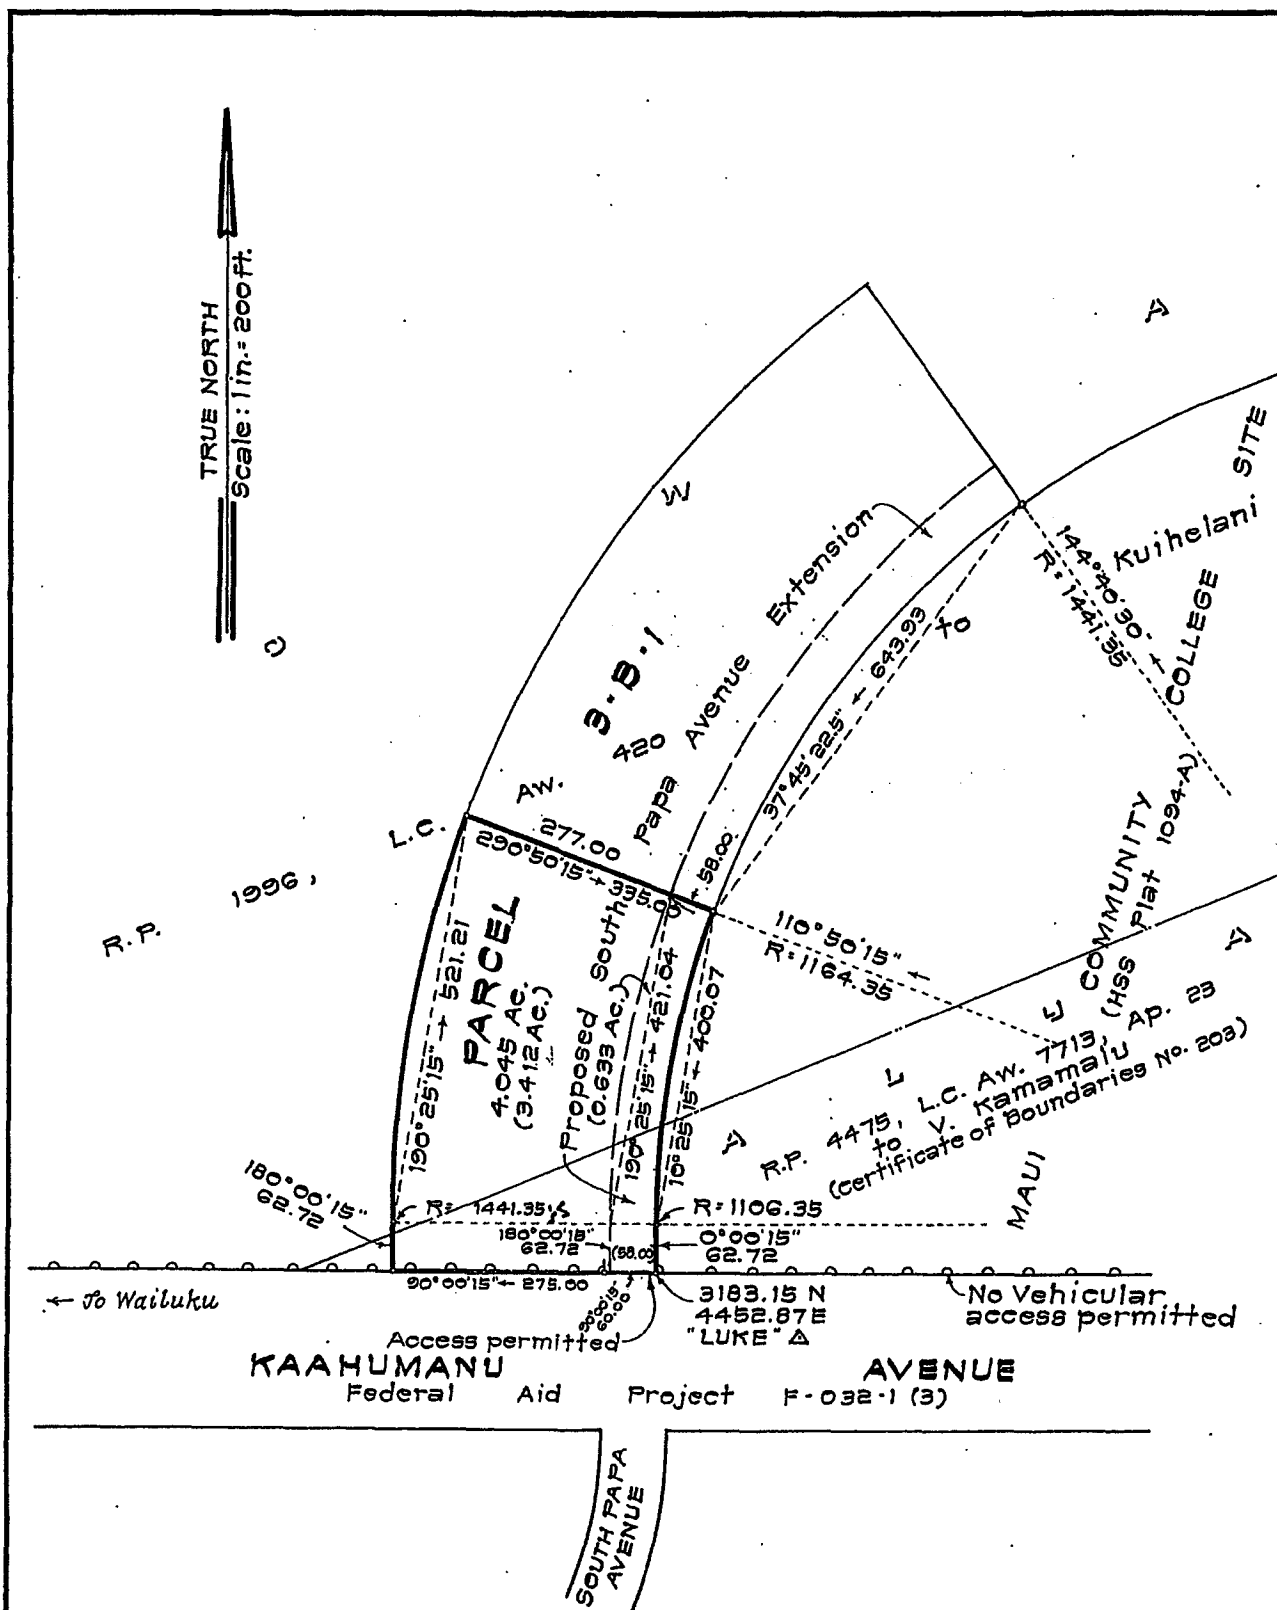 TRUE NORTH
Scale: 1 in. = 200 ft.
A
W
O
Kuihelani
SITE
144°40'30"
R=1441.35
COLLEGE
Papa Avenue Extension
to
37°45'22.5" ← 643.93
3-B-1
420
Aw.
L.C.
1996,
R.P.
277.00
290°50'15" → 335.00
58.00
110°50'15"
R=1164.35
COMMUNITY
(HSS Plat 1094-A)
A
U
L
A
PARCEL
4.045 Ac.
(3.412 Ac.)
190°25'15" → 521.21
Proposed South
(0.633 Ac.)
190°25'15" ← 421.04
10°25'15" ← 400.07
R.P. 4475, L.C. Aw. 7713, Ap. 23
to V. Kamamalu
(Certificate of Boundaries No. 203)
MAUI
180°00'15"
62.72
R= 1441.35
180°00'15"
62.72
(58.00)
R=1106.35
0°00'15"
62.72
90°00'15" ← 275.00
90°00'15"
60.00
3183.15 N
4452.87 E
"LUKE" △
No Vehicular
access permitted
← To Wailuku
Access permitted
KAAHUMANU AVENUE
Federal Aid Project F-032-1 (3)
SOUTH PAPA
AVENUE